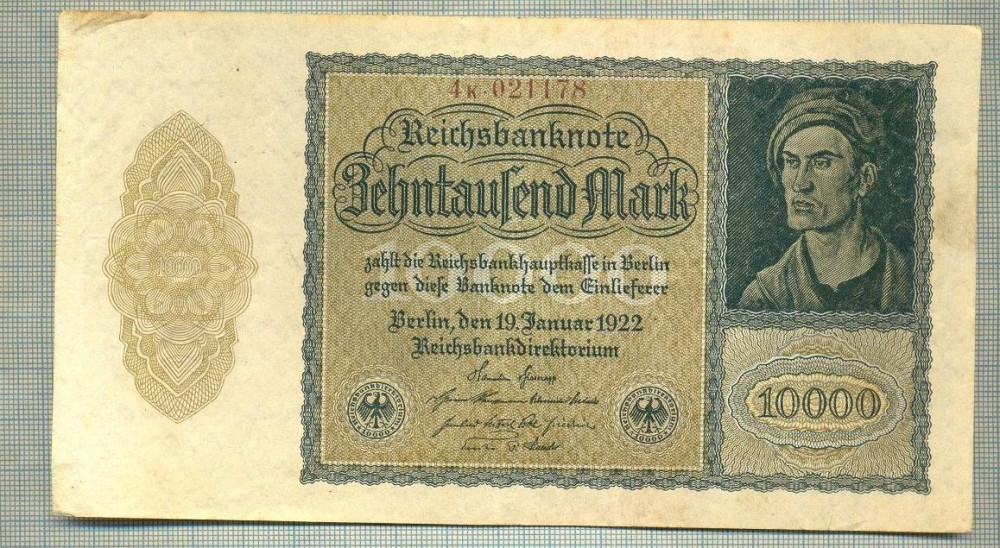 4K·021178
Reichsbanknote
Zehntausend Mark
10000
zahlt die Reichsbankhauptkasse in Berlin
gegen diese Banknote dem Einlieferer
Berlin, den 19. Januar 1922
Reichsbankdirektorium
10000